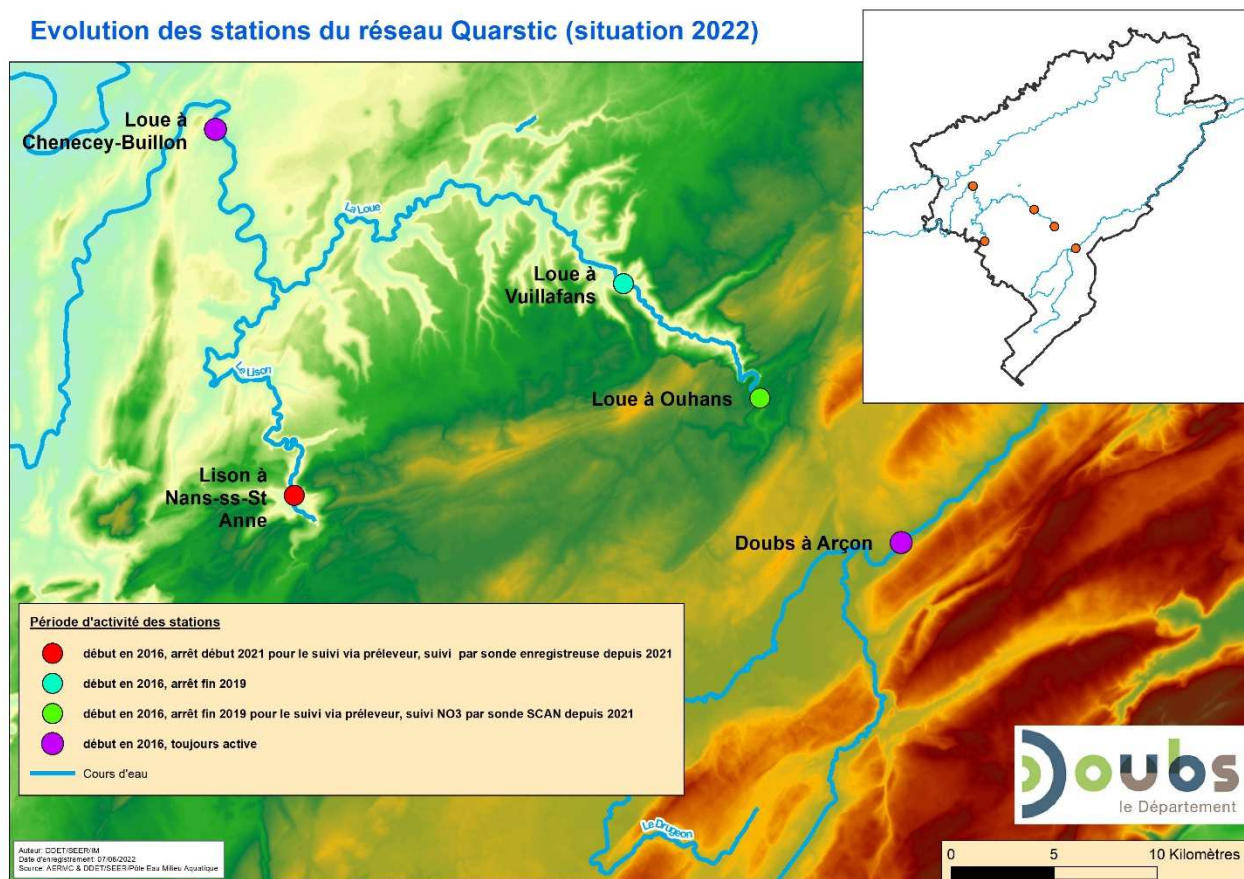 Evolution des stations du réseau Quarstic (situation 2022)
Loue à
Chenecey-Buillon
La Loue
Loue à
Vuillafans
Le Lison
Loue à Ouhans
Lison à
Nans-ss-St
Anne
Doubs à Arçon
Période d'activité des stations
début en 2016, arrêt début 2021 pour le suivi via préleveur, suivi par sonde enregistreuse depuis 2021
début en 2016, arrêt fin 2019
début en 2016, arrêt fin 2019 pour le suivi via préleveur, suivi NO3 par sonde SCAN depuis 2021
début en 2016, toujours active
Cours d'eau
Le Drugeon
Doubs
le Département
Auteur: DDET/SEER/IM
Date d'enregistrement: 07/06/2022
Source: AERMC & DDET/SEER/Pôle Eau Milieu Aquatique
0 5 10 Kilomètres